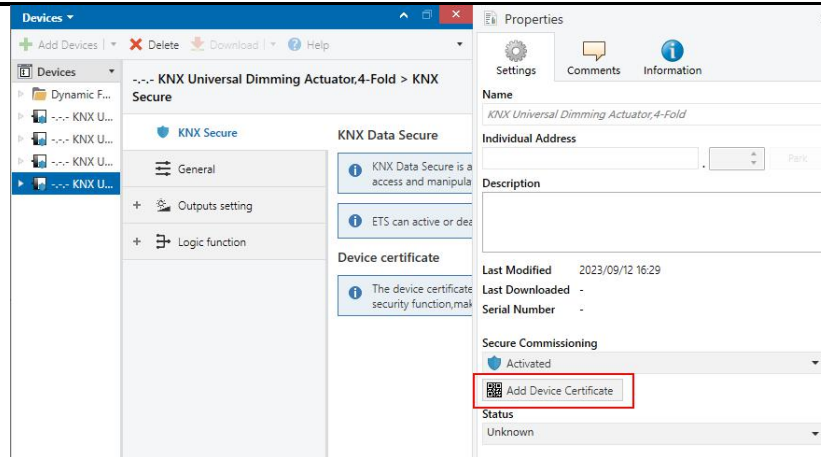 Devices
Add Devices
Delete
Download
Help
Devices
Dynamic F...
-.-.- KNX U...
-.-.- KNX U...
-.-.- KNX U...
-.-.- KNX U...
-.-.- KNX Universal Dimming Actuator,4-Fold > KNX
Secure
KNX Secure
General
Outputs setting
Logic function
KNX Data Secure
KNX Data Secure is a
access and manipula
ETS can active or dea
Device certificate
The device certificate
security function,mak
Properties
Settings
Comments
Information
Name
KNX Universal Dimming Actuator,4-Fold
Individual Address
.
Park
Description
Last Modified 2023/09/12 16:29
Last Downloaded -
Serial Number -
Secure Commissioning
Activated
Add Device Certificate
Status
Unknown